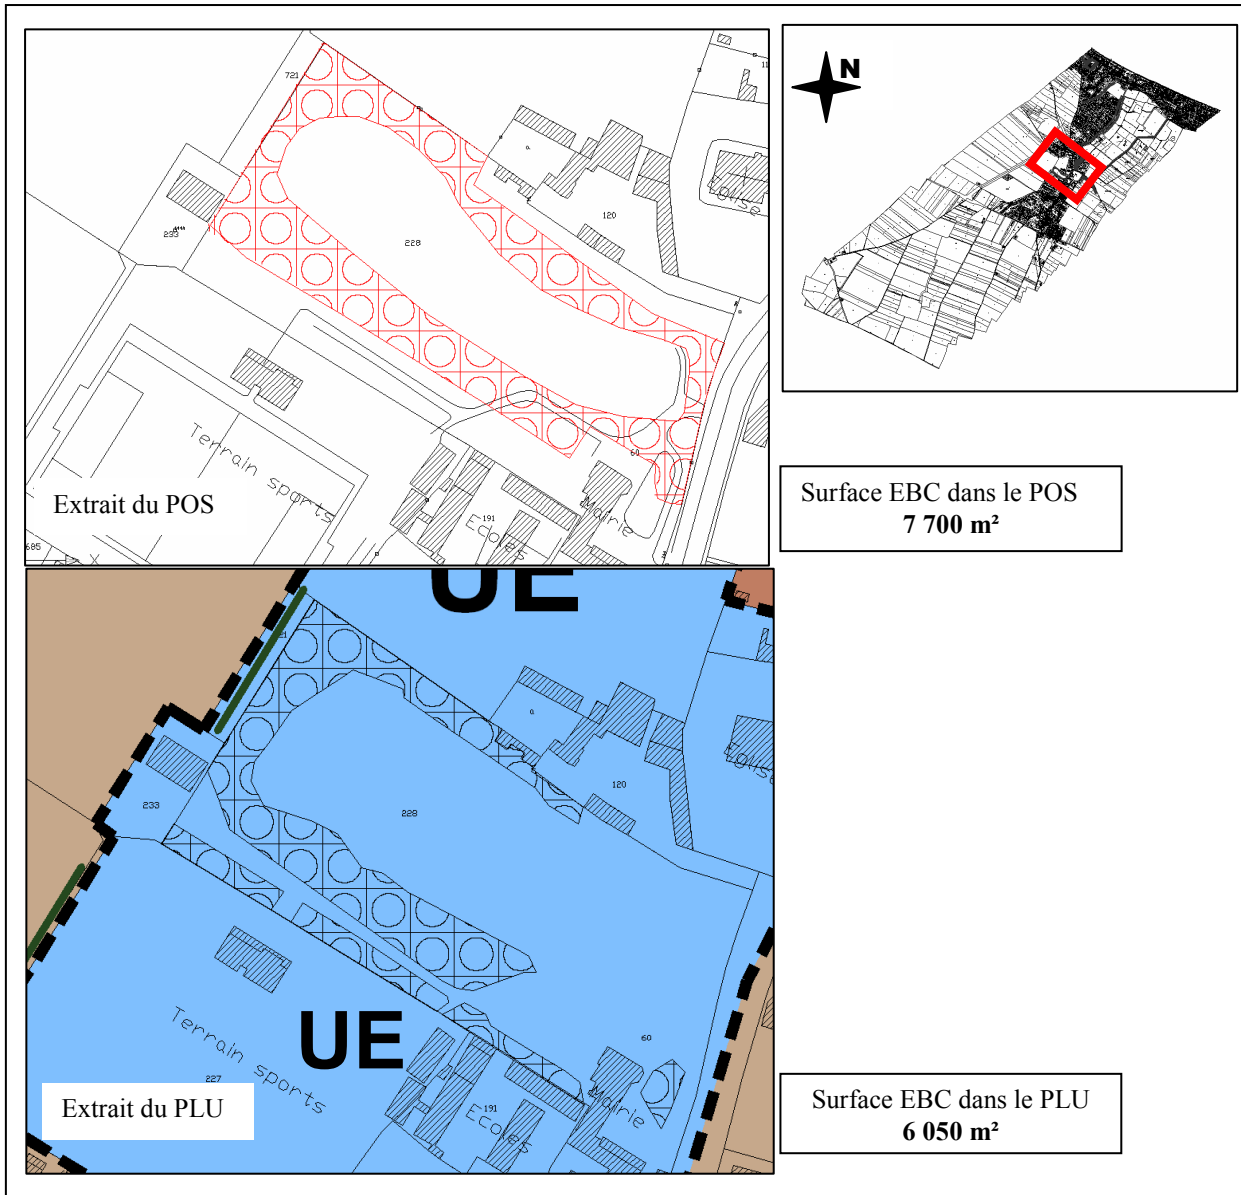 721
N
11
Eglise
120
233
228
Terrain sports
60
Mairie
191
Ecoles
685
Extrait du POS
Surface EBC dans le POS
7 700 m²
UE
21
120
Eglise
233
228
UE
Terrain sports
227
60
Mairie
191
Ecoles
Extrait du PLU
Surface EBC dans le PLU
6 050 m²